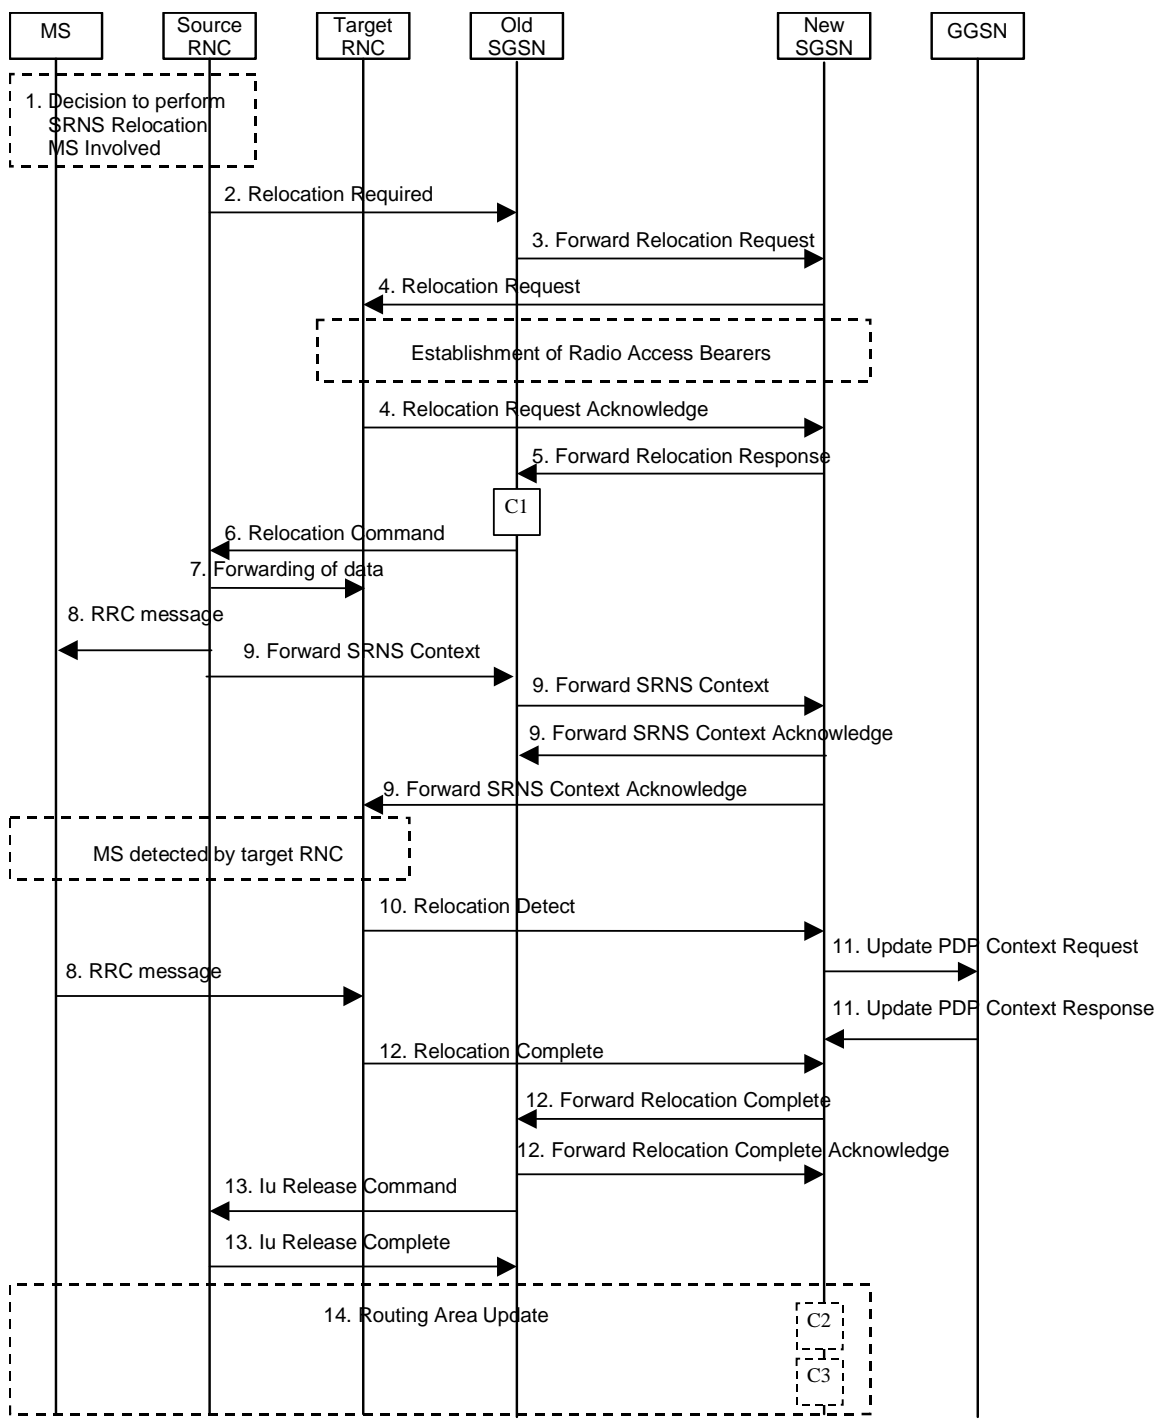 MS
Source
RNC
Target
RNC
Old
SGSN
New
SGSN
GGSN
1. Decision to perform
SRNS Relocation
MS Involved
2. Relocation Required
3. Forward Relocation Request
4. Relocation Request
Establishment of Radio Access Bearers
4. Relocation Request Acknowledge
5. Forward Relocation Response
C1
6. Relocation Command
7. Forwarding of data
8. RRC message
9. Forward SRNS Context
9. Forward SRNS Context
9. Forward SRNS Context Acknowledge
9. Forward SRNS Context Acknowledge
MS detected by target RNC
10. Relocation Detect
11. Update PDP Context Request
8. RRC message
11. Update PDP Context Response
12. Relocation Complete
12. Forward Relocation Complete
12. Forward Relocation Complete Acknowledge
13. Iu Release Command
13. Iu Release Complete
14. Routing Area Update
C2
C3